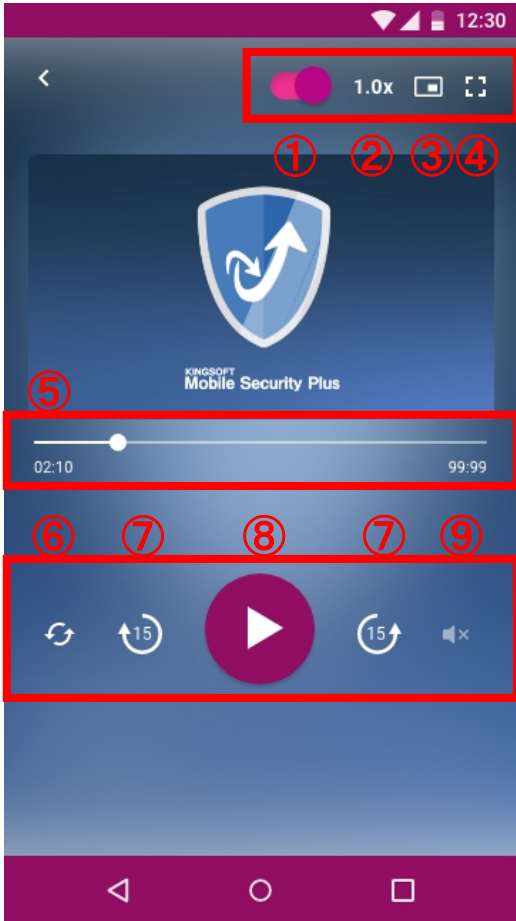 12:30
1.0x
① ② ③ ④
KINGSOFT
Mobile Security Plus
⑤
02:10 99:99
⑥ ⑦ ⑧ ⑦ ⑨
15 15